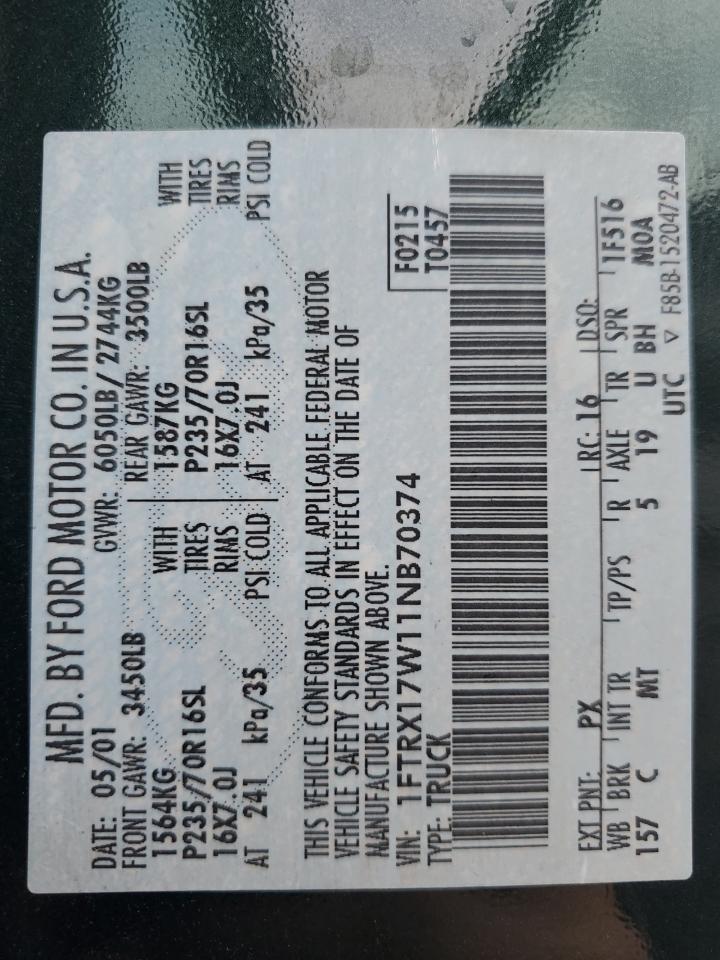 MFD. BY FORD MOTOR CO. IN U.S.A.
DATE: 05/01 GVWR: 6050LB/2744KG
FRONT GAWR: 3450LB REAR GAWR: 3500LB
1564KG WITH 1587KG WITH
P235/70R16SL TIRES P235/70R16SL TIRES
16X7.0J RIMS 16X7.0J RIMS
AT 241 kPa/35 PSI COLD AT 241 kPa/35 PSI COLD
THIS VEHICLE CONFORMS TO ALL APPLICABLE FEDERAL MOTOR
VEHICLE SAFETY STANDARDS IN EFFECT ON THE DATE OF
MANUFACTURE SHOWN ABOVE.
VIN: 1FTRX17W11NB70374 F0215
TYPE: TRUCK T0457
EXT PNT: PX RC: 16 DSO:
WB BRK INT TR TP/PS R AXLE TR SPR 1F516
157 C MT 5 19 U BH M0A
UTC ▽ F85B-1520472-AB